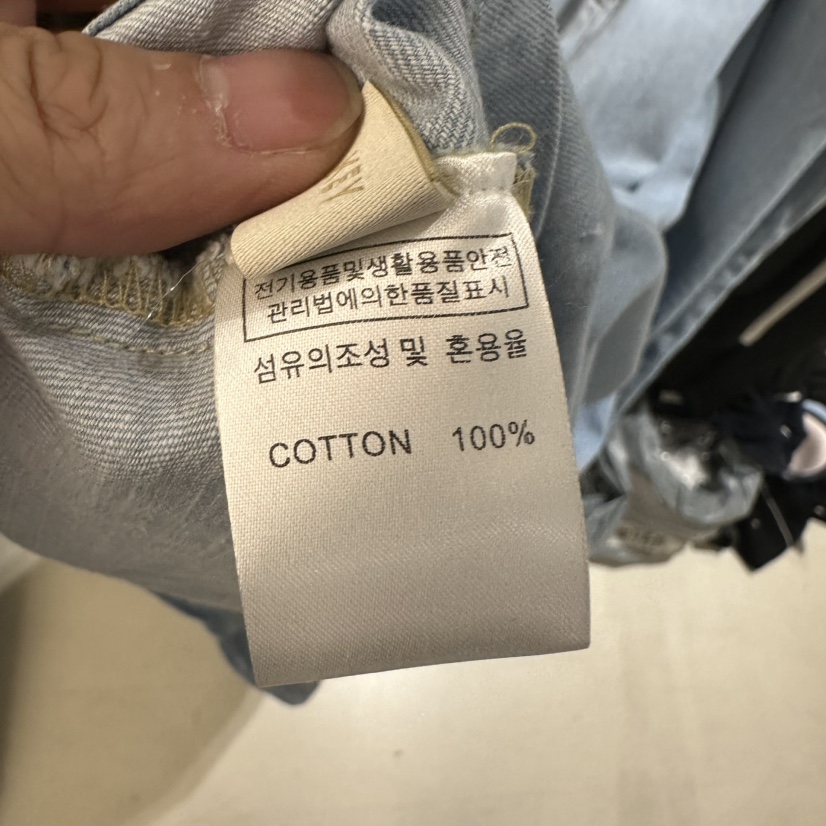 전기용품및생활용품안전
관리법에의한품질표시
섬유의조성 및 혼용율
COTTON 100%